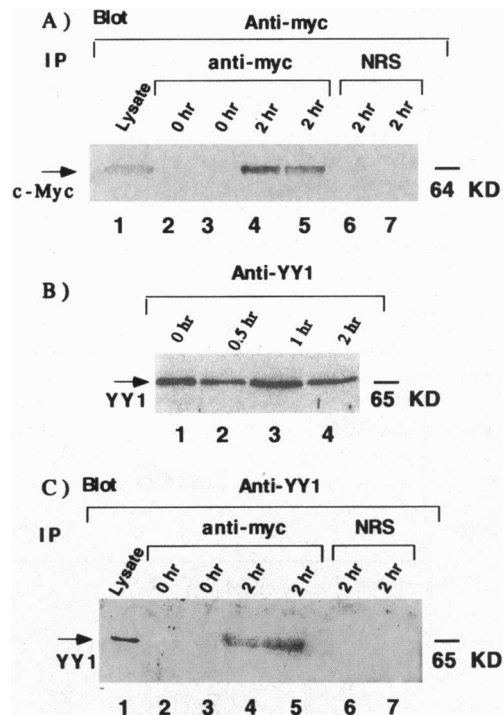 A) Blot Anti-myc
IP anti-myc NRS
Lysate 0 hr 0 hr 2 hr 2 hr 2 hr 2 hr
c-Myc 64 KD
1 2 3 4 5 6 7
B) Anti-YY1
0 hr 0.5 hr 1 hr 2 hr
YY1 65 KD
1 2 3 4
C) Blot Anti-YY1
IP anti-myc NRS
Lysate 0 hr 0 hr 2 hr 2 hr 2 hr 2 hr
YY1 65 KD
1 2 3 4 5 6 7